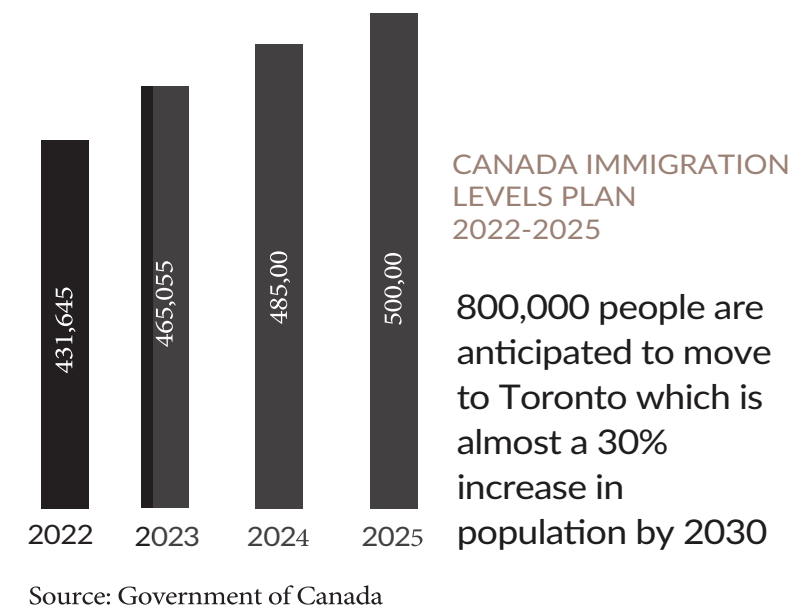 431,645
465,055
485,00
500,00
2022
2023
2024
2025
CANADA IMMIGRATION
LEVELS PLAN
2022-2025
800,000 people are
anticipated to move
to Toronto which is
almost a 30%
increase in
population by 2030
Source: Government of Canada